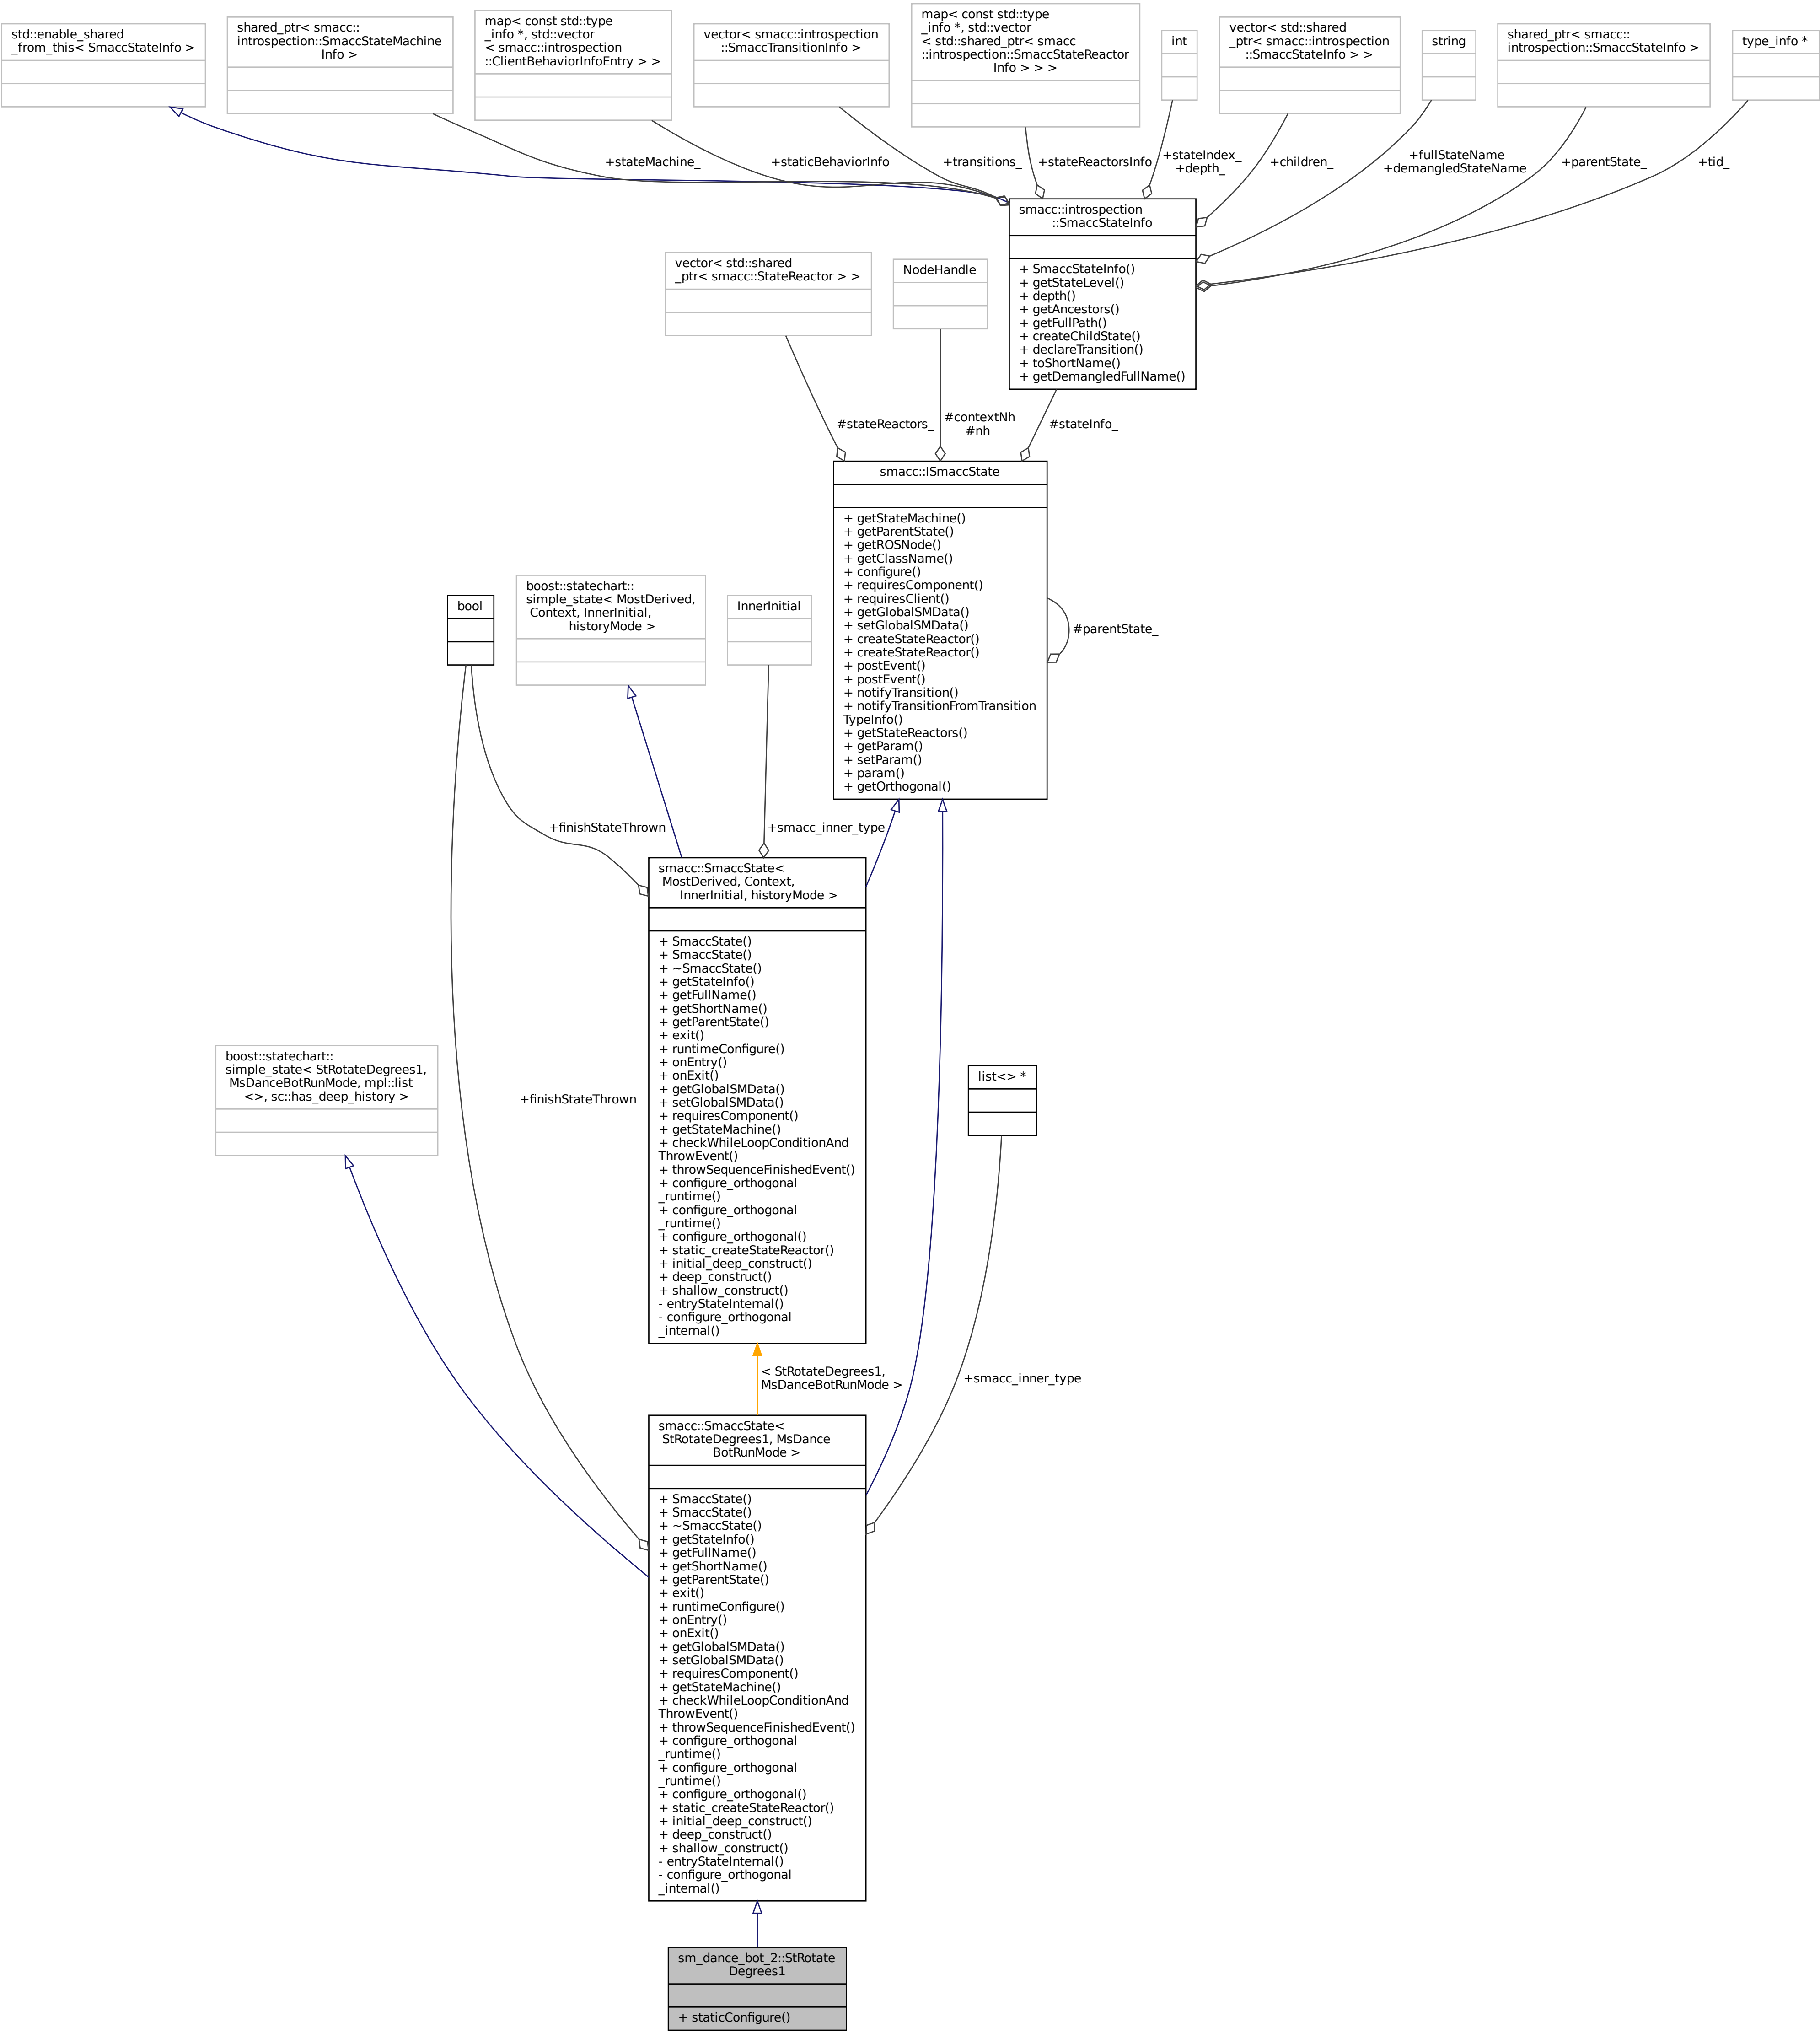 std::enable_shared
_from_this< SmaccStateInfo >
shared_ptr< smacc::
introspection::SmaccStateMachine
Info >
map< const std::type
_info *, std::vector
< smacc::introspection
::ClientBehaviorInfoEntry > >
vector< smacc::introspection
::SmaccTransitionInfo >
map< const std::type
_info *, std::vector
< std::shared_ptr< smacc
::introspection::SmaccStateReactor
Info > > >
int
vector< std::shared
_ptr< smacc::introspection
::SmaccStateInfo > >
string
shared_ptr< smacc::
introspection::SmaccStateInfo >
type_info *
+stateMachine_
+staticBehaviorInfo
+transitions_
+stateReactorsInfo
+stateIndex_
+depth_
+children_
+fullStateName
+demangledStateName
+parentState_
+tid_
smacc::introspection
::SmaccStateInfo
+ SmaccStateInfo()
+ getStateLevel()
+ depth()
+ getAncestors()
+ getFullPath()
+ createChildState()
+ declareTransition()
+ toShortName()
+ getDemangledFullName()
vector< std::shared
_ptr< smacc::StateReactor > >
NodeHandle
#stateReactors_
#contextNh
#nh
#stateInfo_
smacc::ISmaccState
+ getStateMachine()
+ getParentState()
+ getROSNode()
+ getClassName()
+ configure()
+ requiresComponent()
+ requiresClient()
+ getGlobalSMData()
+ setGlobalSMData()
+ createStateReactor()
+ createStateReactor()
+ postEvent()
+ postEvent()
+ notifyTransition()
+ notifyTransitionFromTransition
TypeInfo()
+ getStateReactors()
+ getParam()
+ setParam()
+ param()
+ getOrthogonal()
#parentState_
bool
boost::statechart::
simple_state< MostDerived,
Context, InnerInitial,
historyMode >
InnerInitial
+finishStateThrown
+smacc_inner_type
smacc::SmaccState<
MostDerived, Context,
InnerInitial, historyMode >
+ SmaccState()
+ SmaccState()
+ ~SmaccState()
+ getStateInfo()
+ getFullName()
+ getShortName()
+ getParentState()
+ exit()
+ runtimeConfigure()
+ onEntry()
+ onExit()
+ getGlobalSMData()
+ setGlobalSMData()
+ requiresComponent()
+ getStateMachine()
+ checkWhileLoopConditionAnd
ThrowEvent()
+ throwSequenceFinishedEvent()
+ configure_orthogonal
_runtime()
+ configure_orthogonal
_runtime()
+ configure_orthogonal()
+ static_createStateReactor()
+ initial_deep_construct()
+ deep_construct()
+ shallow_construct()
- entryStateInternal()
- configure_orthogonal
_internal()
boost::statechart::
simple_state< StRotateDegrees1,
MsDanceBotRunMode, mpl::list
<>, sc::has_deep_history >
+finishStateThrown
list<> *
< StRotateDegrees1,
MsDanceBotRunMode >
+smacc_inner_type
smacc::SmaccState<
StRotateDegrees1, MsDance
BotRunMode >
+ SmaccState()
+ SmaccState()
+ ~SmaccState()
+ getStateInfo()
+ getFullName()
+ getShortName()
+ getParentState()
+ exit()
+ runtimeConfigure()
+ onEntry()
+ onExit()
+ getGlobalSMData()
+ setGlobalSMData()
+ requiresComponent()
+ getStateMachine()
+ checkWhileLoopConditionAnd
ThrowEvent()
+ throwSequenceFinishedEvent()
+ configure_orthogonal
_runtime()
+ configure_orthogonal
_runtime()
+ configure_orthogonal()
+ static_createStateReactor()
+ initial_deep_construct()
+ deep_construct()
+ shallow_construct()
- entryStateInternal()
- configure_orthogonal
_internal()
sm_dance_bot_2::StRotate
Degrees1
+ staticConfigure()